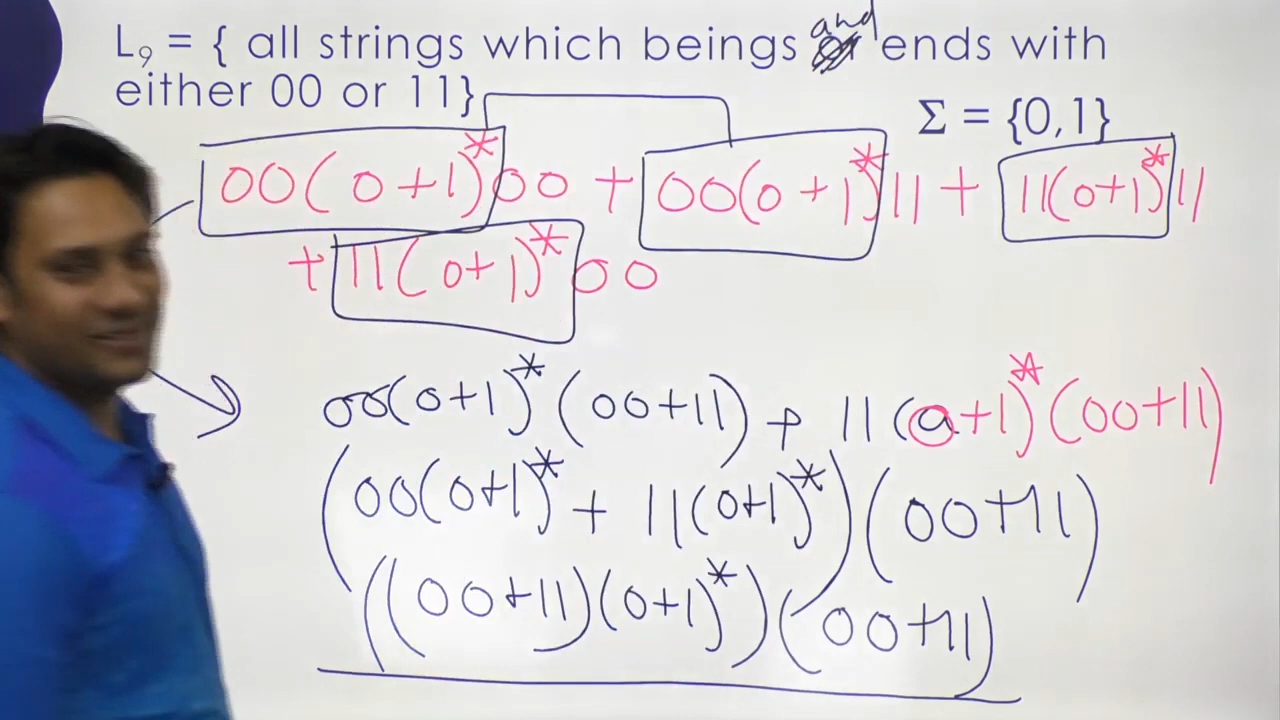 L₉ = { all strings which beings and ends with
either 00 or 11}
Σ = {0,1}
00(0+1)*00 + 00(0+1)*11 + 11(0+1)*11
+ 11(0+1)*00
00(0+1)*(00+11) + 11(0+1)*(00+11)
(00(0+1)* + 11(0+1)*)(00+11)
((00+11)(0+1)*)(00+11)